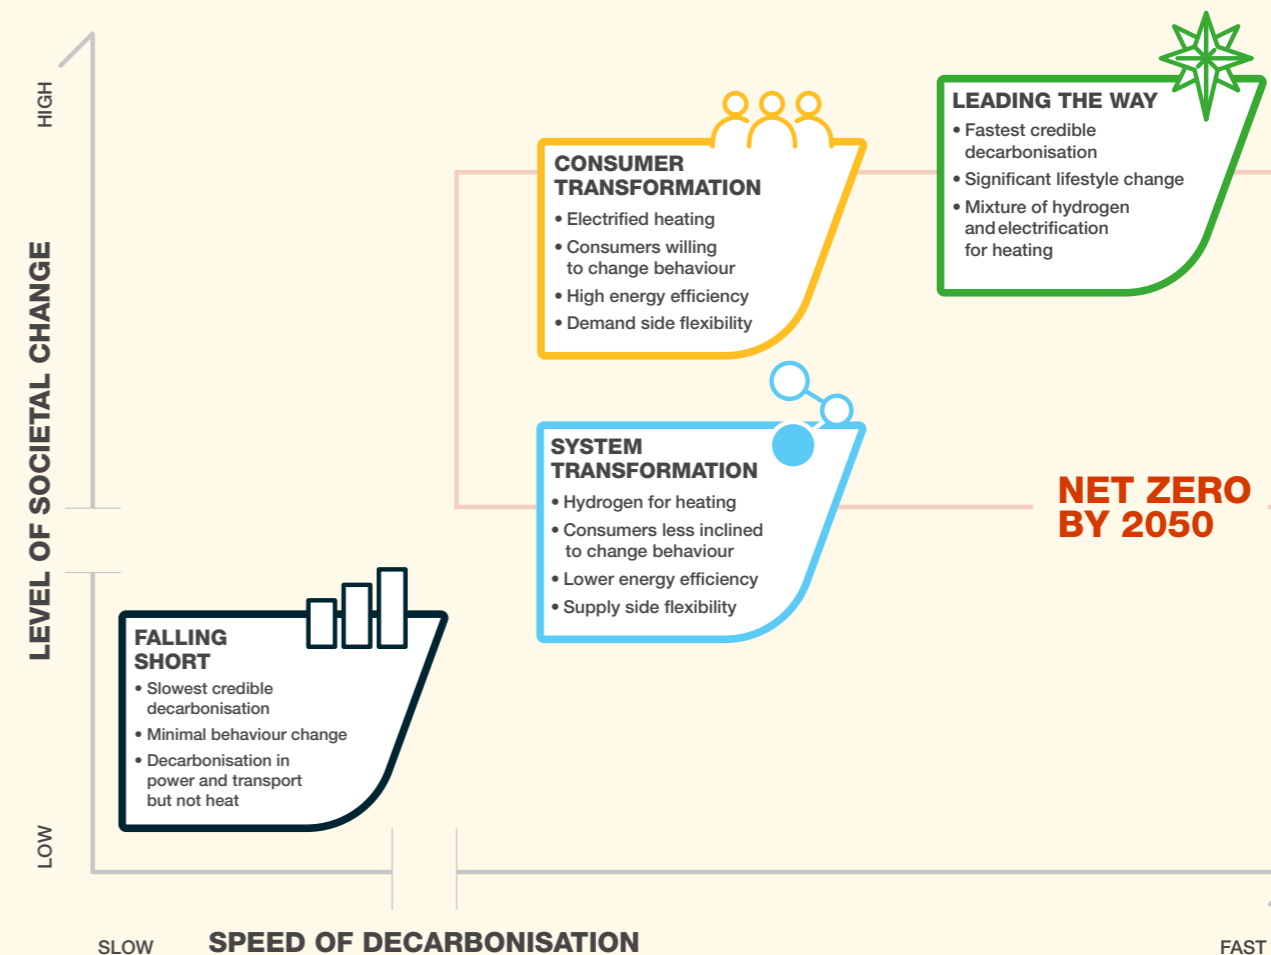 HIGH
LEVEL OF SOCIETAL CHANGE
LOW
LEADING THE WAY
• Fastest credible
decarbonisation
• Significant lifestyle change
• Mixture of hydrogen
and electrification
for heating
CONSUMER
TRANSFORMATION
• Electrified heating
• Consumers willing
to change behaviour
• High energy efficiency
• Demand side flexibility
SYSTEM
TRANSFORMATION
• Hydrogen for heating
• Consumers less inclined
to change behaviour
• Lower energy efficiency
• Supply side flexibility
NET ZERO
BY 2050
FALLING
SHORT
• Slowest credible
decarbonisation
• Minimal behaviour change
• Decarbonisation in
power and transport
but not heat
SLOW
SPEED OF DECARBONISATION
FAST